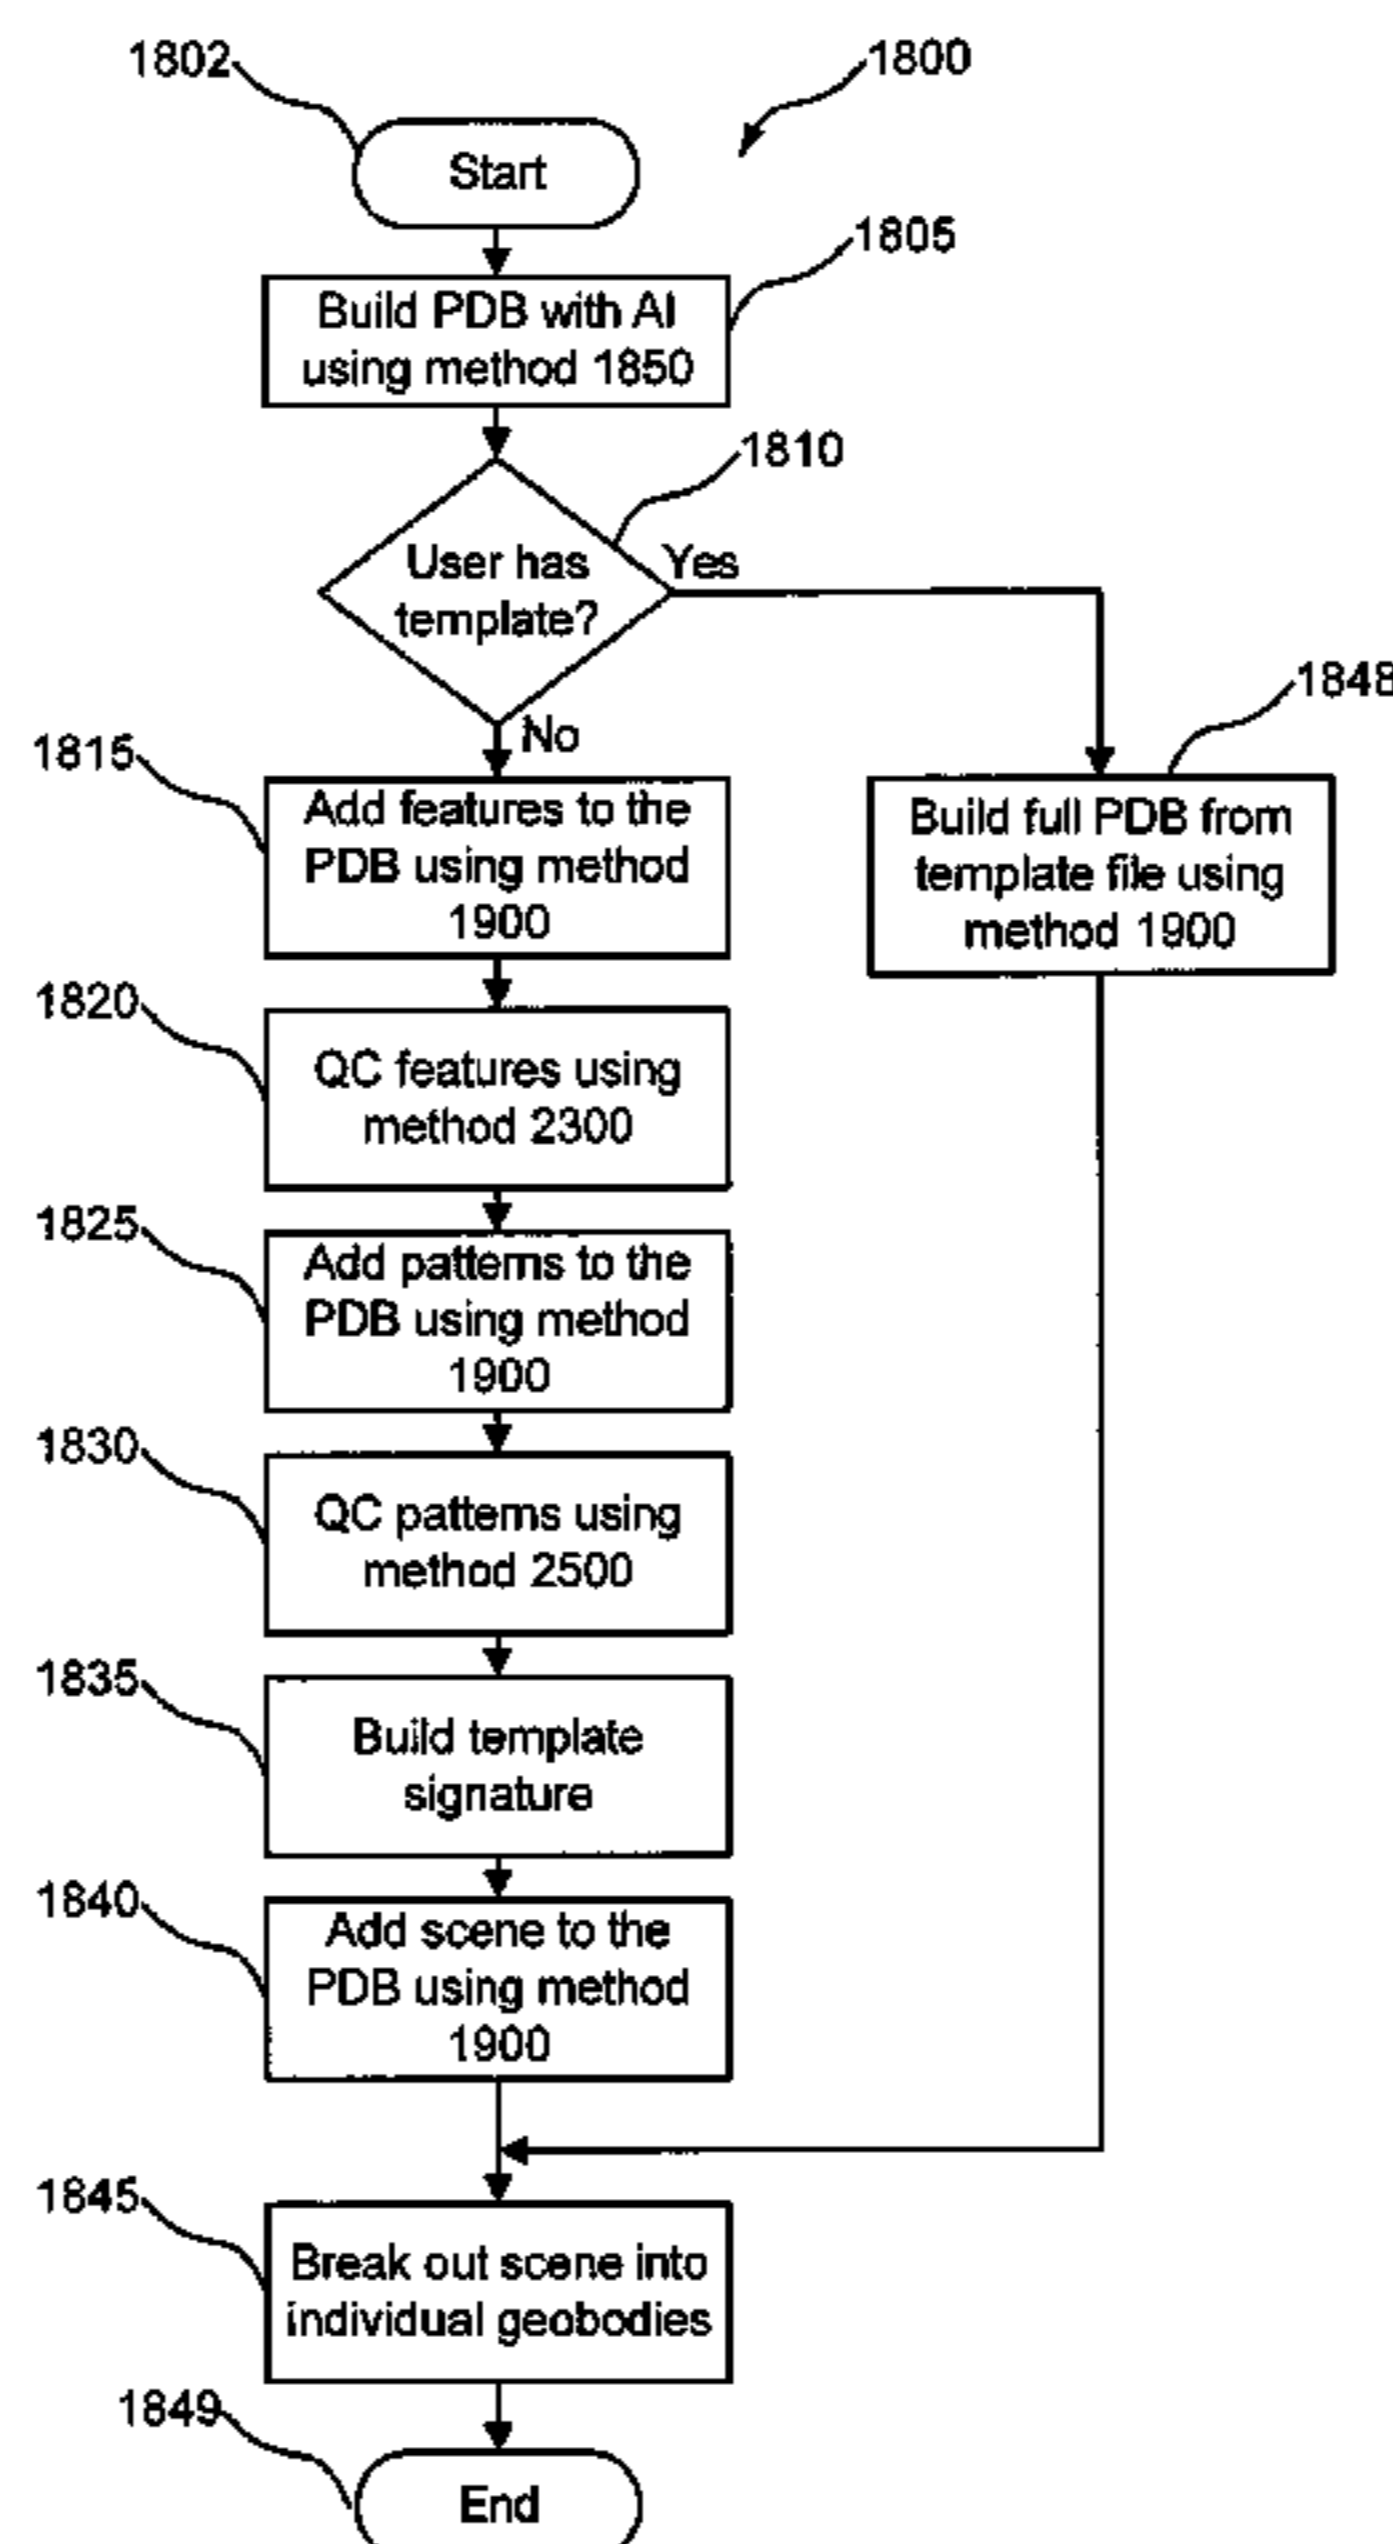 1802
1800
Start
1805
Build PDB with AI
using method 1850
1810
User has
template?
Yes
No
1848
1815
Add features to the
PDB using method
1900
Build full PDB from
template file using
method 1900
1820
QC features using
method 2300
1825
Add patterns to the
PDB using method
1900
1830
QC patterns using
method 2500
1835
Build template
signature
1840
Add scene to the
PDB using method
1900
1845
Break out scene into
individual geobodies
1849
End